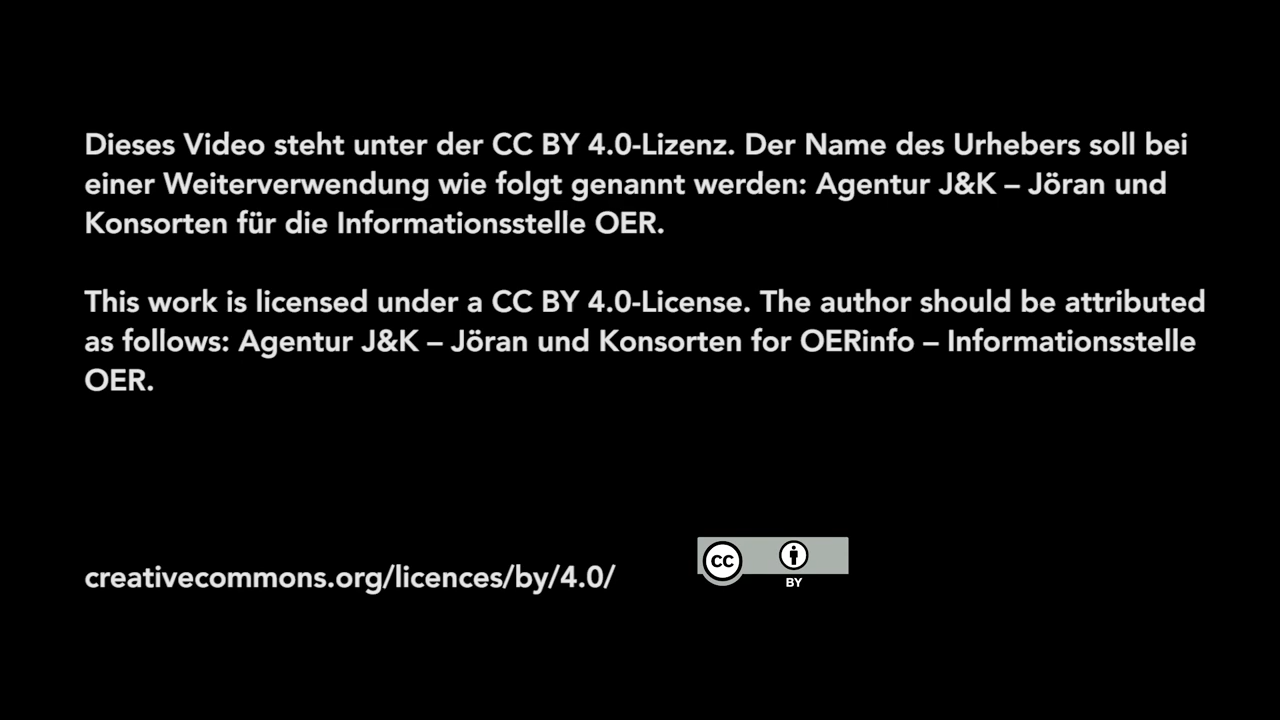 Dieses Video steht unter der CC BY 4.0-Lizenz. Der Name des Urhebers soll bei
einer Weiterverwendung wie folgt genannt werden: Agentur J&K – Jöran und
Konsorten für die Informationsstelle OER.
This work is licensed under a CC BY 4.0-License. The author should be attributed
as follows: Agentur J&K – Jöran und Konsorten for OERinfo – Informationsstelle
OER.
creativecommons.org/licences/by/4.0/
cc
BY